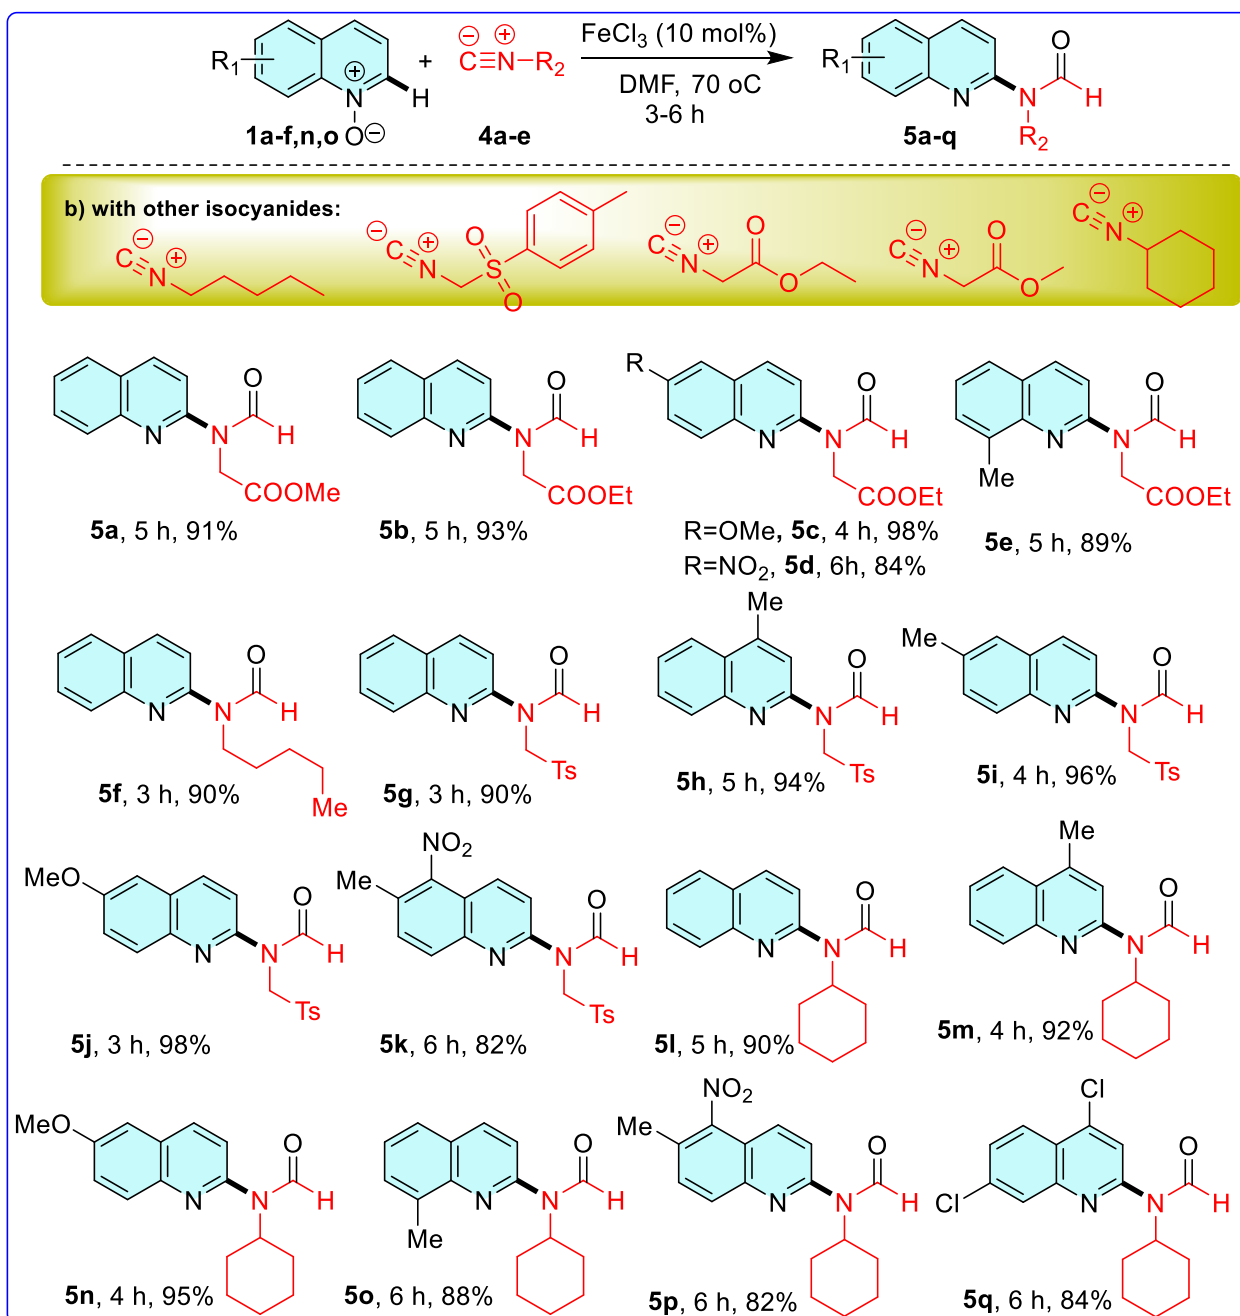 R1 N O H + C≡N-R2 FeCl3 (10 mol%) O
DMF, 70 oC R1 N N H
3-6 h R2
1a-f,n,o 4a-e 5a-q
b) with other isocyanides:
C N C N O S O C N O O C N O O C N
N N O H COOMe N N O H COOEt R N N O H COOEt Me N N O H COOEt
5a, 5 h, 91% 5b, 5 h, 93% R=OMe, 5c, 4 h, 98% 5e, 5 h, 89%
R=NO2, 5d, 6h, 84%
N N O H Me N N O H Ts Me N N O H Ts Me N N O H Ts
5f, 3 h, 90% 5g, 3 h, 90% 5h, 5 h, 94% 5i, 4 h, 96%
MeO N N O H Ts NO2 Me N N O H Ts N N O H Me N N O H
5j, 3 h, 98% 5k, 6 h, 82% 5l, 5 h, 90% 5m, 4 h, 92%
MeO N N O H Me N N O H NO2 Me N N O H Cl Cl N N O H
5n, 4 h, 95% 5o, 6 h, 88% 5p, 6 h, 82% 5q, 6 h, 84%